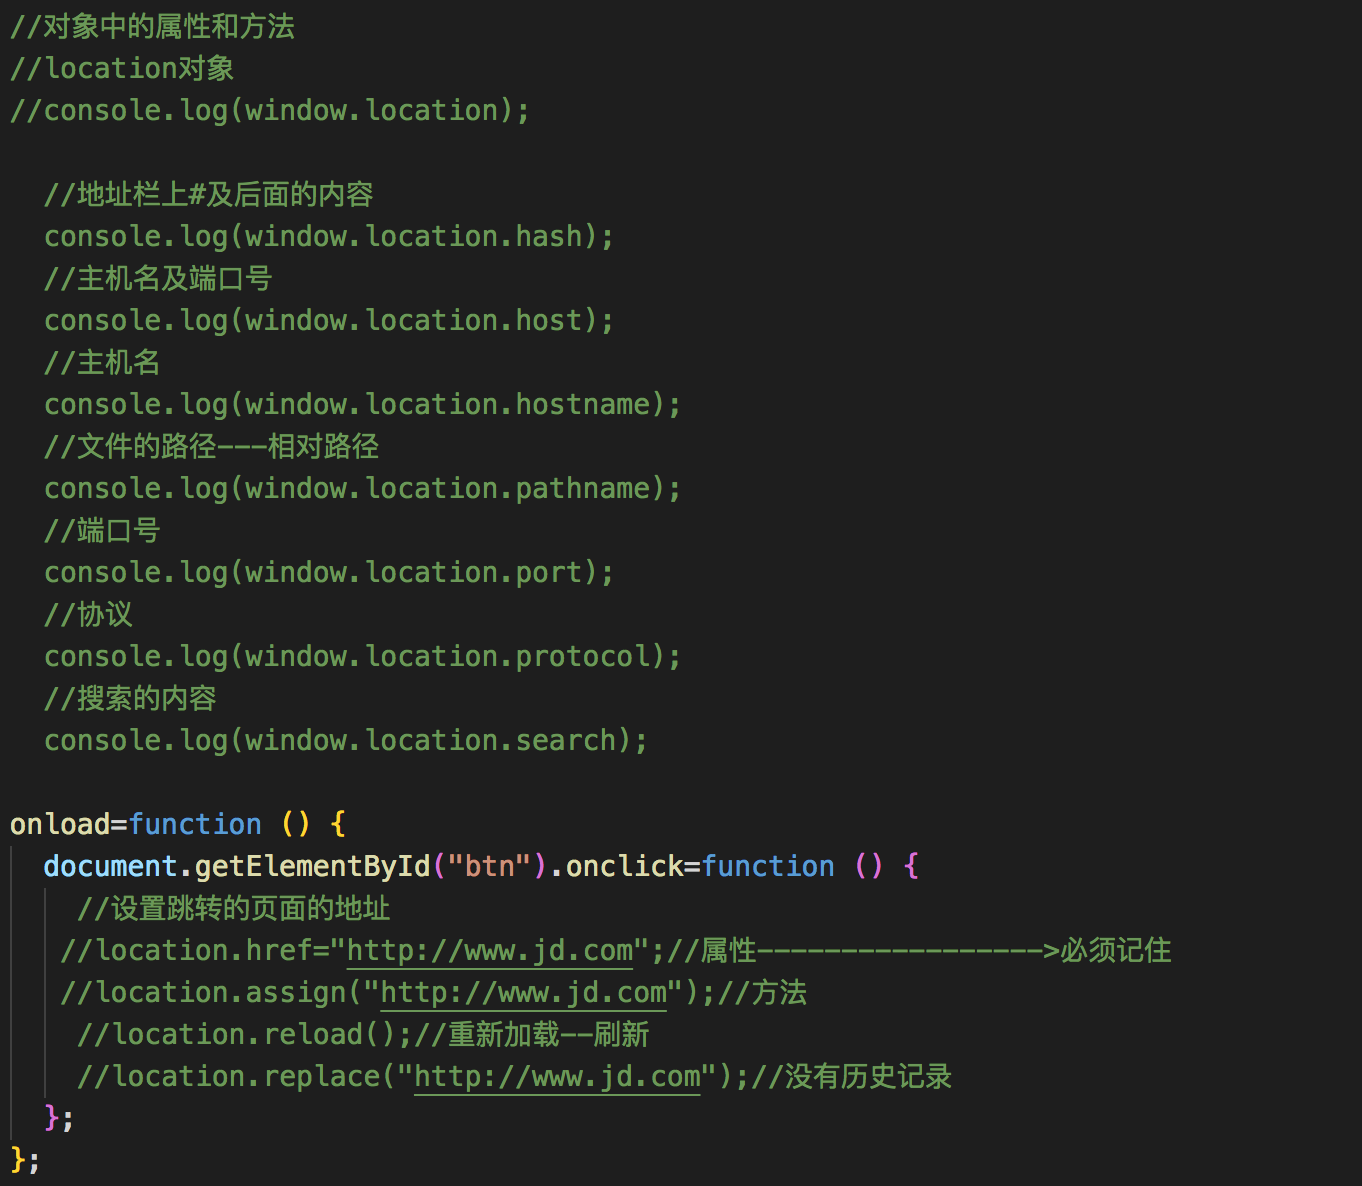 //对象中的属性和方法
//location对象
//console.log(window.location);
//地址栏上#及后面的内容
console.log(window.location.hash);
//主机名及端口号
console.log(window.location.host);
//主机名
console.log(window.location.hostname);
//文件的路径---相对路径
console.log(window.location.pathname);
//端口号
console.log(window.location.port);
//协议
console.log(window.location.protocol);
//搜索的内容
console.log(window.location.search);
onload=function () {
document.getElementById("btn").onclick=function () {
//设置跳转的页面的地址
//location.href="http://www.jd.com";//属性----------------->必须记住
//location.assign("http://www.jd.com");//方法
//location.reload();//重新加载--刷新
//location.replace("http://www.jd.com");//没有历史记录
};
};